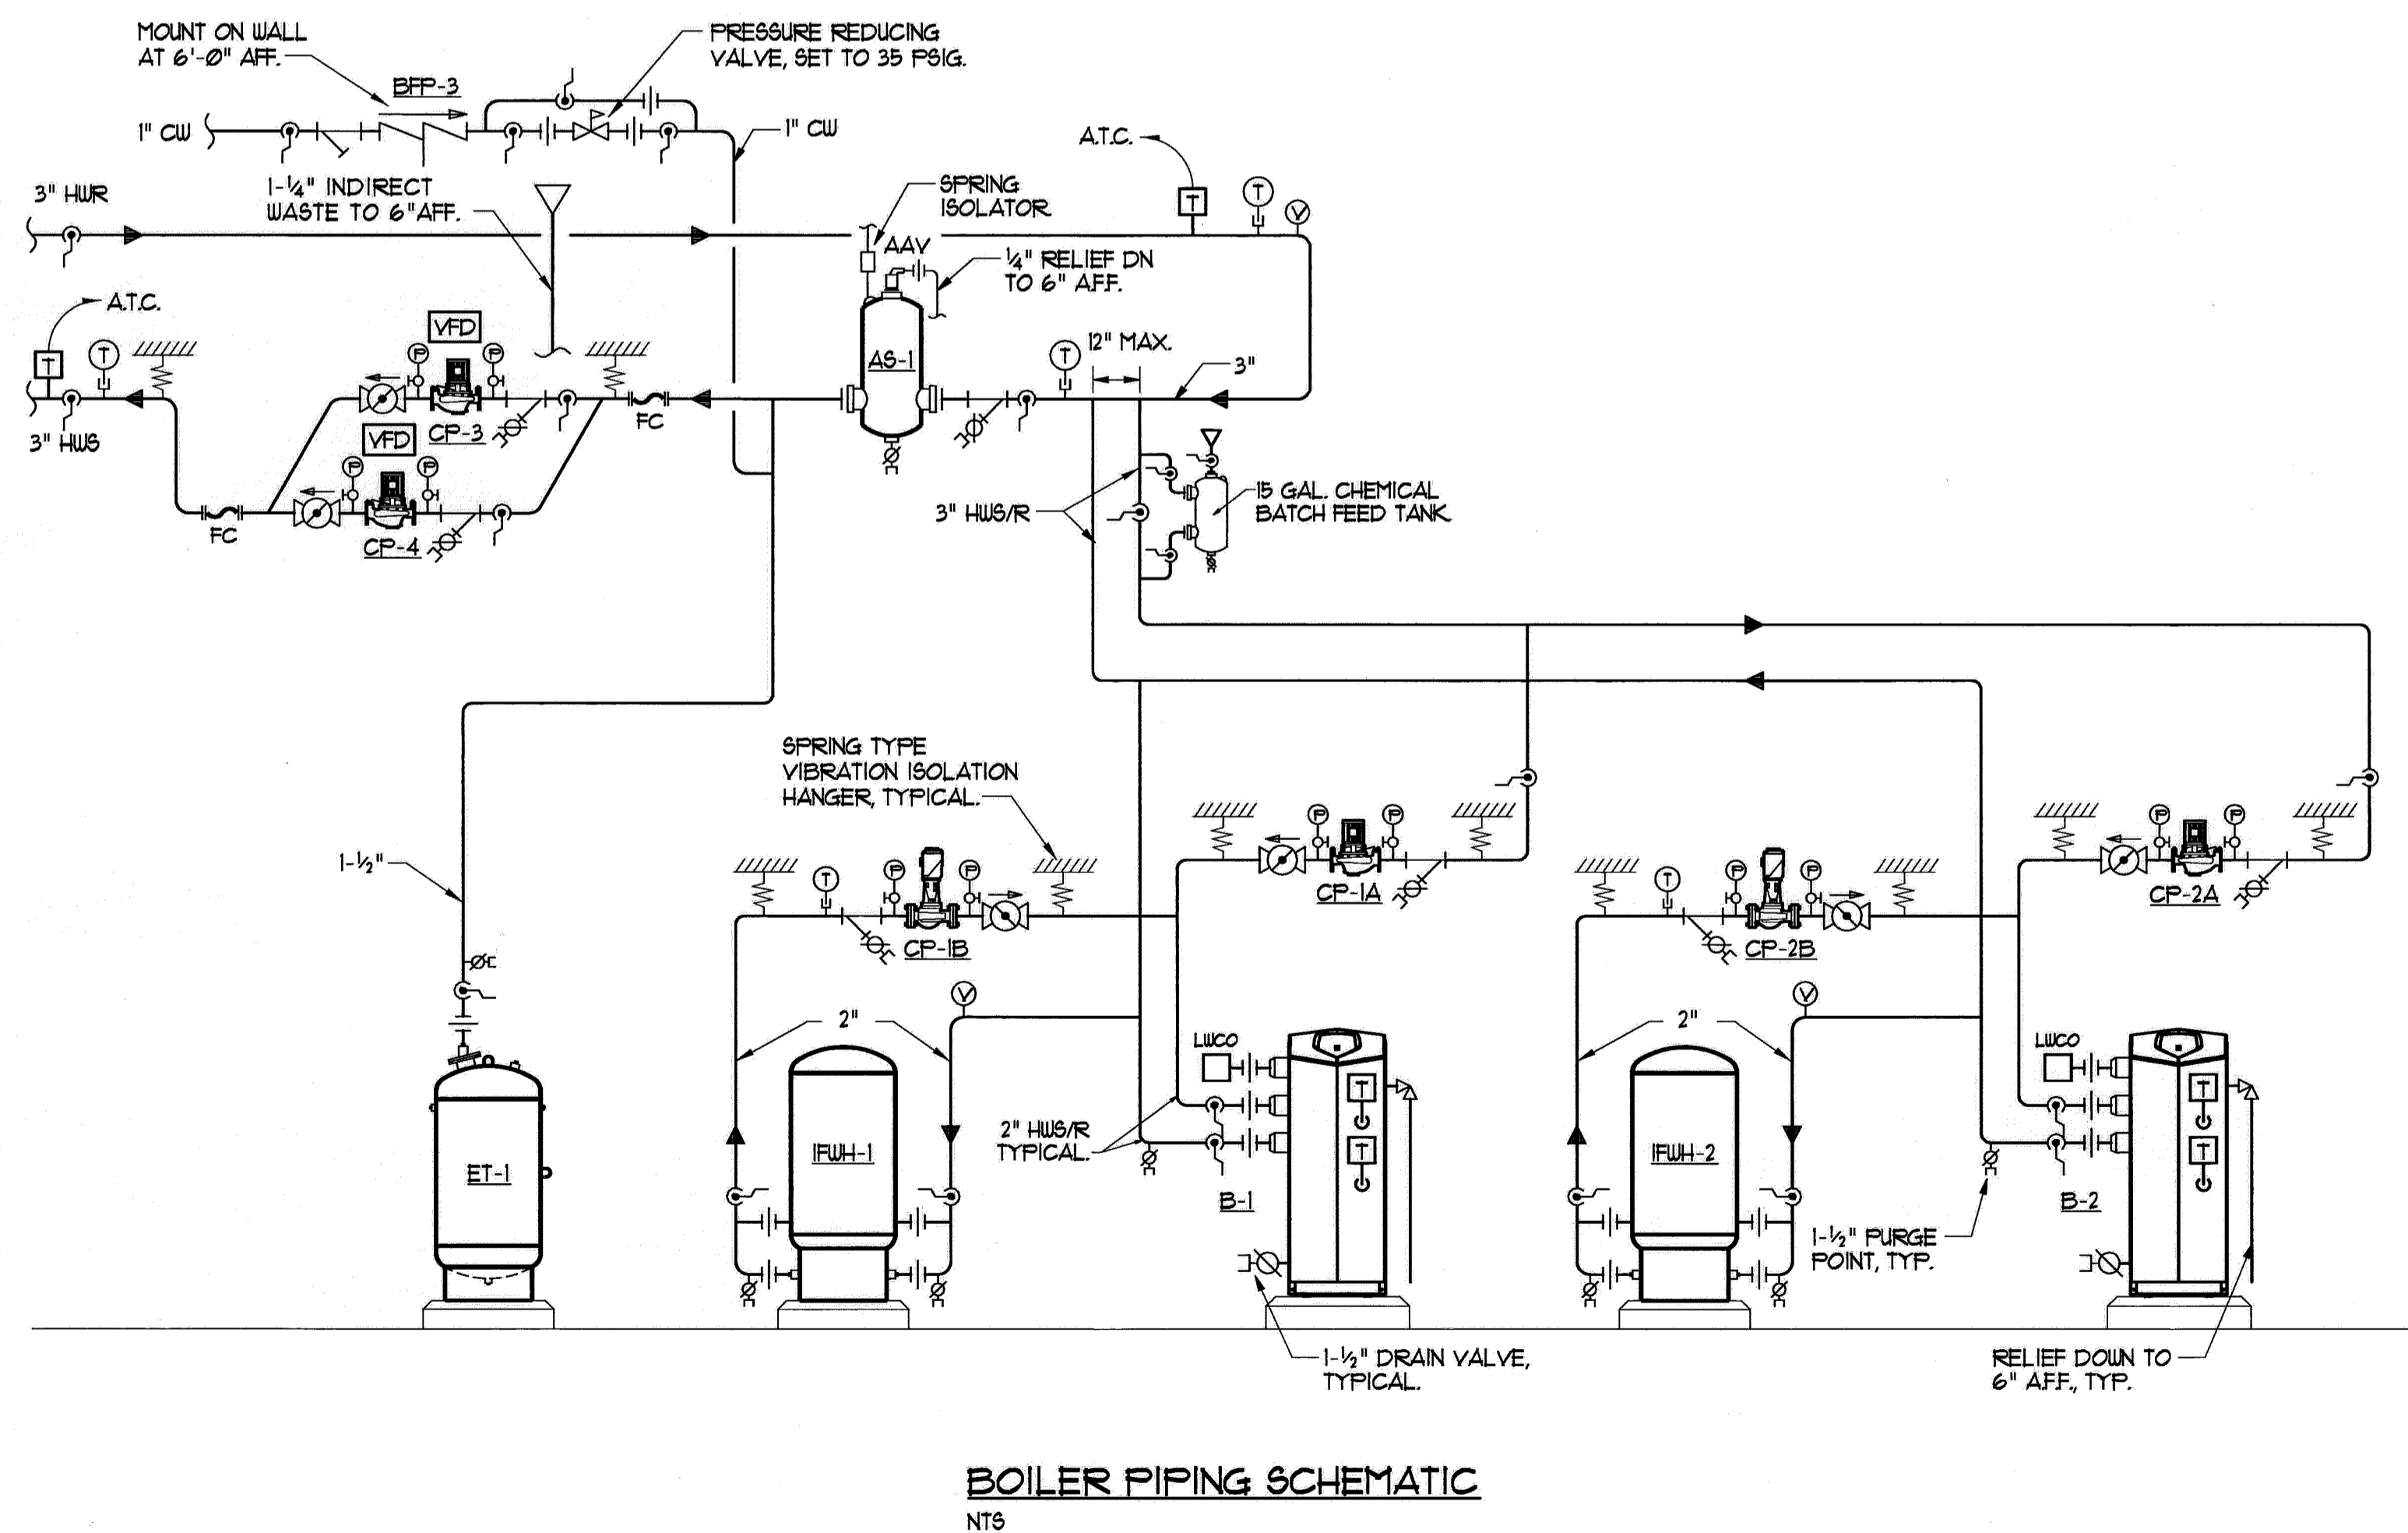 MOUNT ON WALL
AT 6'-0" AFF.
BFP-3
PRESSURE REDUCING
VALVE, SET TO 35 PSIG.
1" CW
1" CW
A.T.C.
T
T
V
3" HWR
1-1/4" INDIRECT
WASTE TO 6" AFF.
SPRING
ISOLATOR
AAV
1/4" RELIEF DN
TO 6" A.F.F.
A.T.C.
T
T
VFD
P
P
AS-1
T
12" MAX.
3"
3" HWS
CP-3
FC
VFD
P
P
FC
CP-4
3" HWS/R
15 GAL. CHEMICAL
BATCH FEED TANK
SPRING TYPE
VIBRATION ISOLATION
HANGER, TYPICAL.
1-1/2"
T
P
P
CP-1B
P
P
CP-1A
T
P
P
CP-2B
P
P
CP-2A
V
2"
LWCO
T
T
V
2"
LWCO
T
T
ET-1
IFWH-1
2" HWS/R
TYPICAL.
B-1
IFWH-2
B-2
1-1/2" PURGE
POINT, TYP.
1-1/2" DRAIN VALVE,
TYPICAL.
RELIEF DOWN TO
6" A.F.F., TYP.
BOILER PIPING SCHEMATIC
NTS